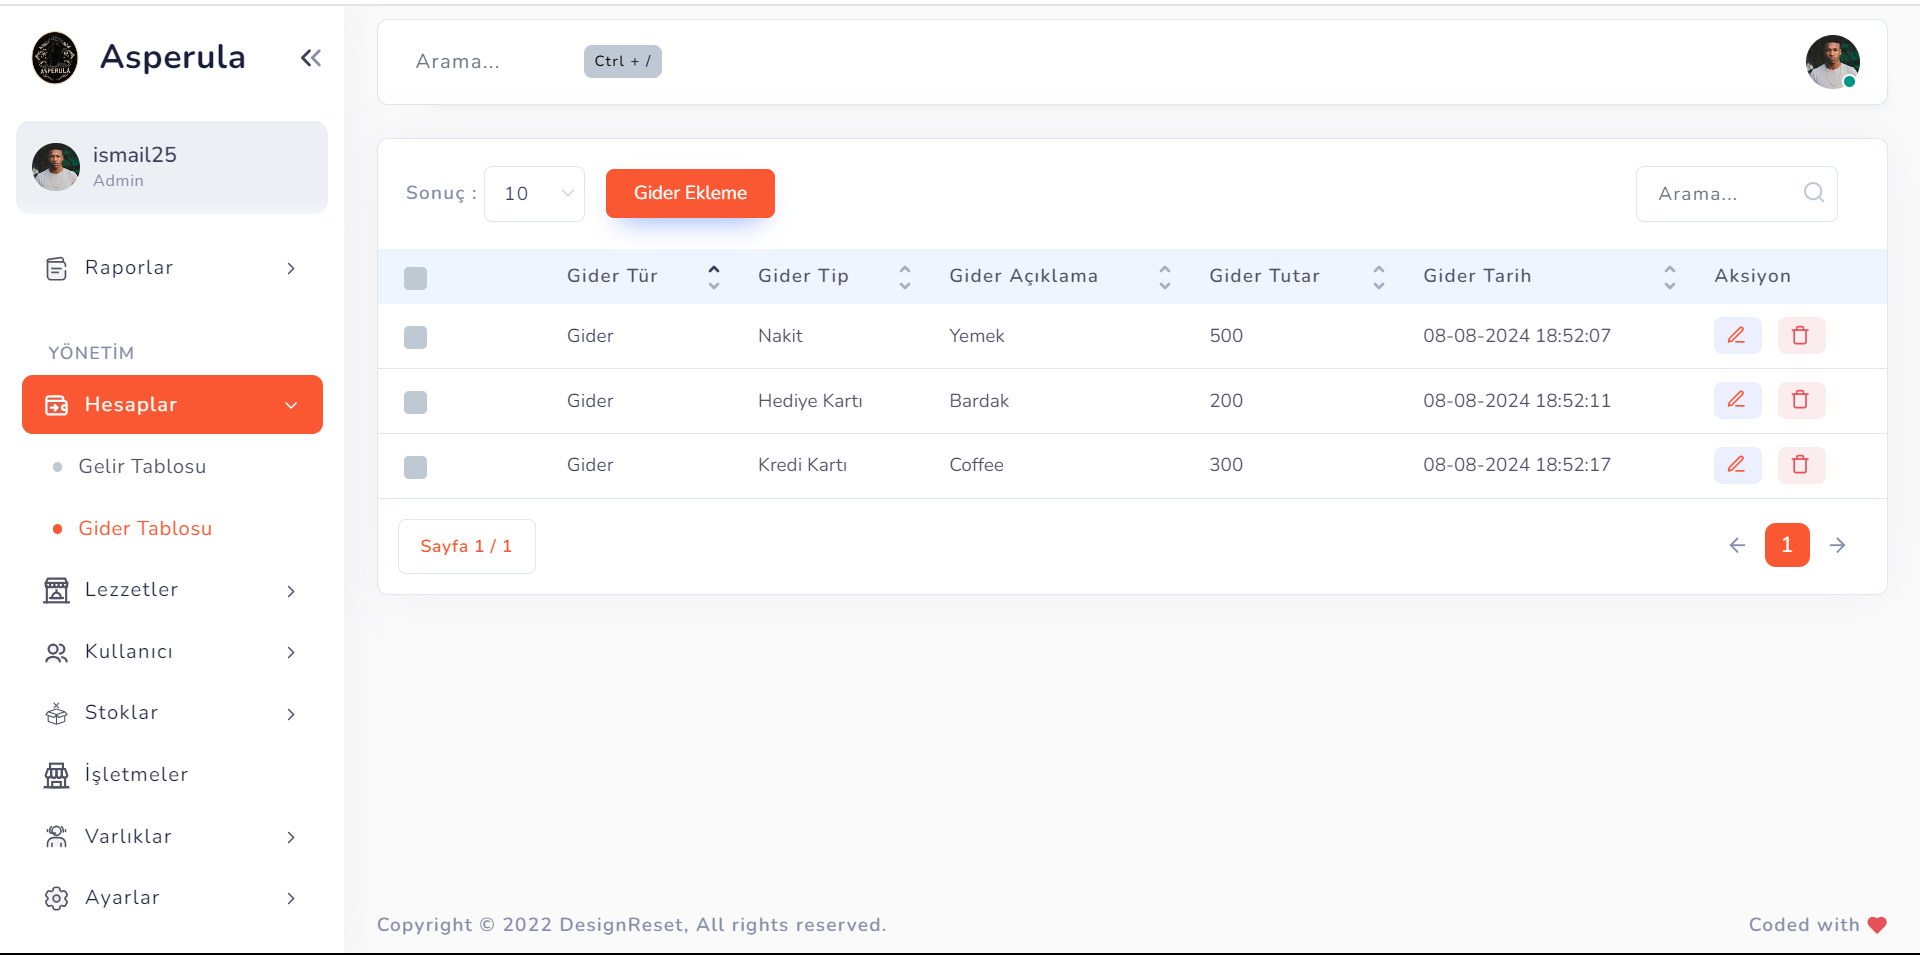 Asperula
ismail25
Admin
Raporlar
YÖNETİM
Hesaplar
Gelir Tablosu
Gider Tablosu
Lezzetler
Kullanıcı
Stoklar
İşletmeler
Varlıklar
Ayarlar
Arama... Ctrl + /
Sonuç : 10 Gider Ekleme Arama...
Gider Tür Gider Tip Gider Açıklama Gider Tutar Gider Tarih Aksiyon
Gider Nakit Yemek 500 08-08-2024 18:52:07
Gider Hediye Kartı Bardak 200 08-08-2024 18:52:11
Gider Kredi Kartı Coffee 300 08-08-2024 18:52:17
Sayfa 1 / 1 1
Copyright © 2022 DesignReset, All rights reserved. Coded with